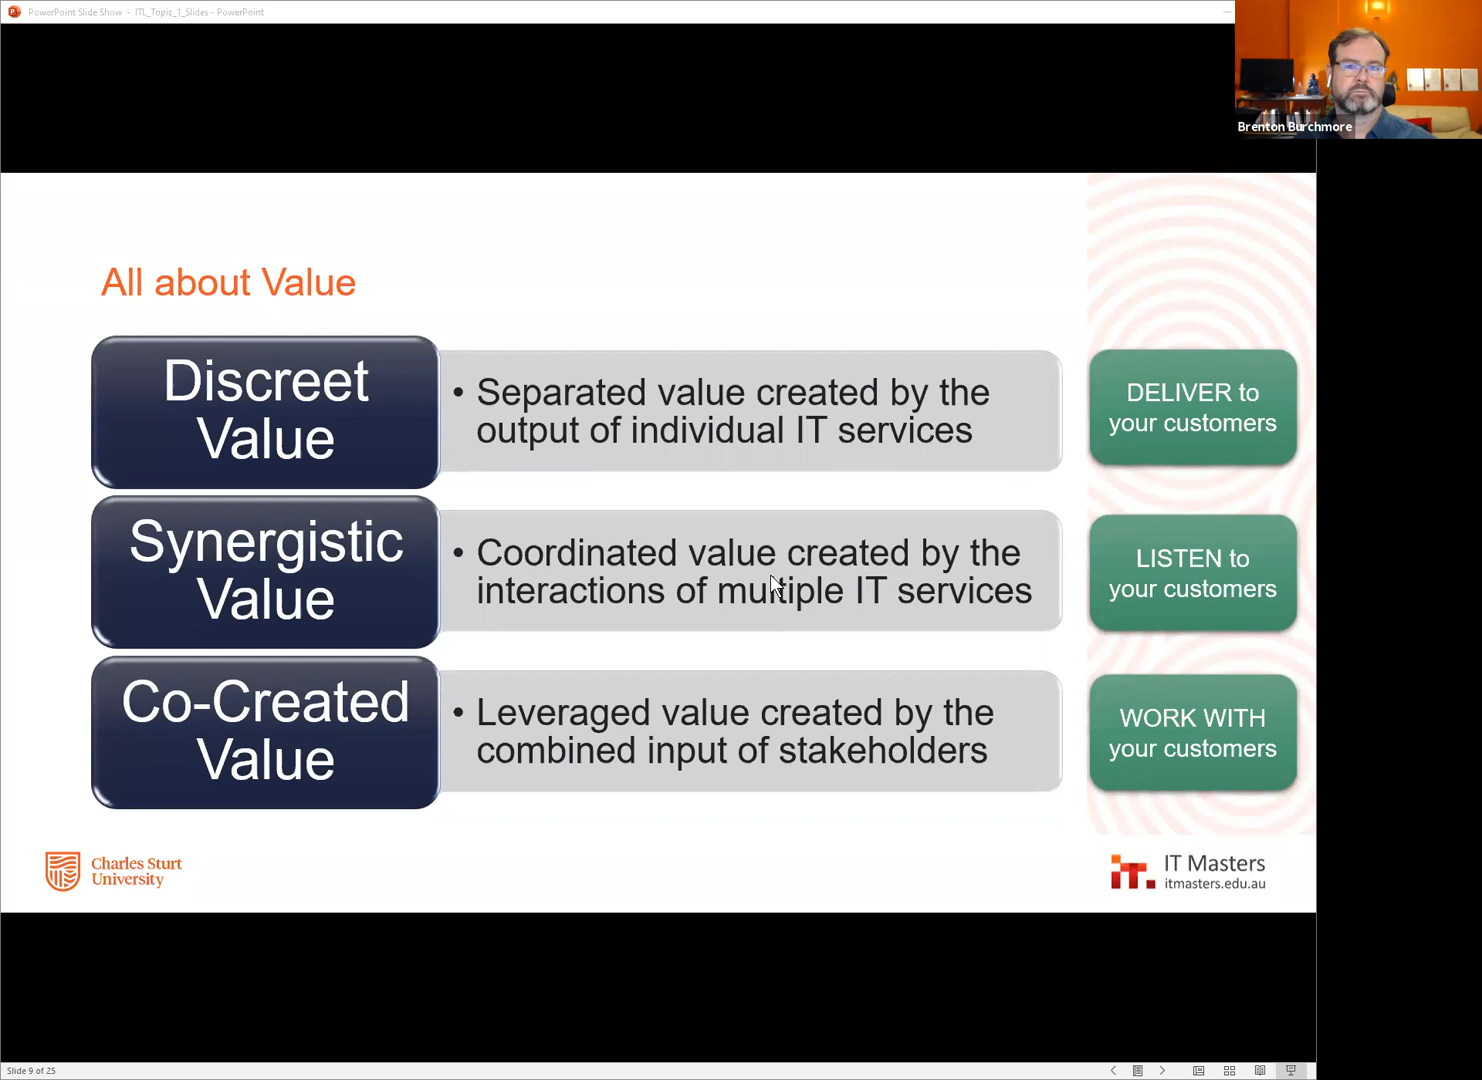 PowerPoint Slide Show - ITL_Topic_1_Slides - PowerPoint
Brenton Burchmore
All about Value
Discreet
Value
• Separated value created by the
output of individual IT services
DELIVER to
your customers
Synergistic
Value
• Coordinated value created by the
interactions of multiple IT services
LISTEN to
your customers
Co-Created
Value
• Leveraged value created by the
combined input of stakeholders
WORK WITH
your customers
Charles Sturt
University
it.
IT Masters
itmasters.edu.au
Slide 9 of 25